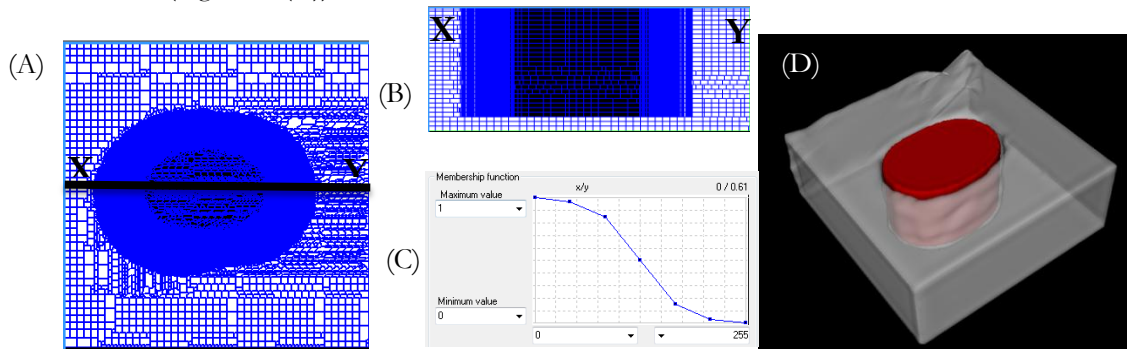 (A)
X
Y
(B)
X
Y
(D)
(C)
Membership function
Maximum value
1
x/y
0 / 0.61
Minimum value
0
0
255